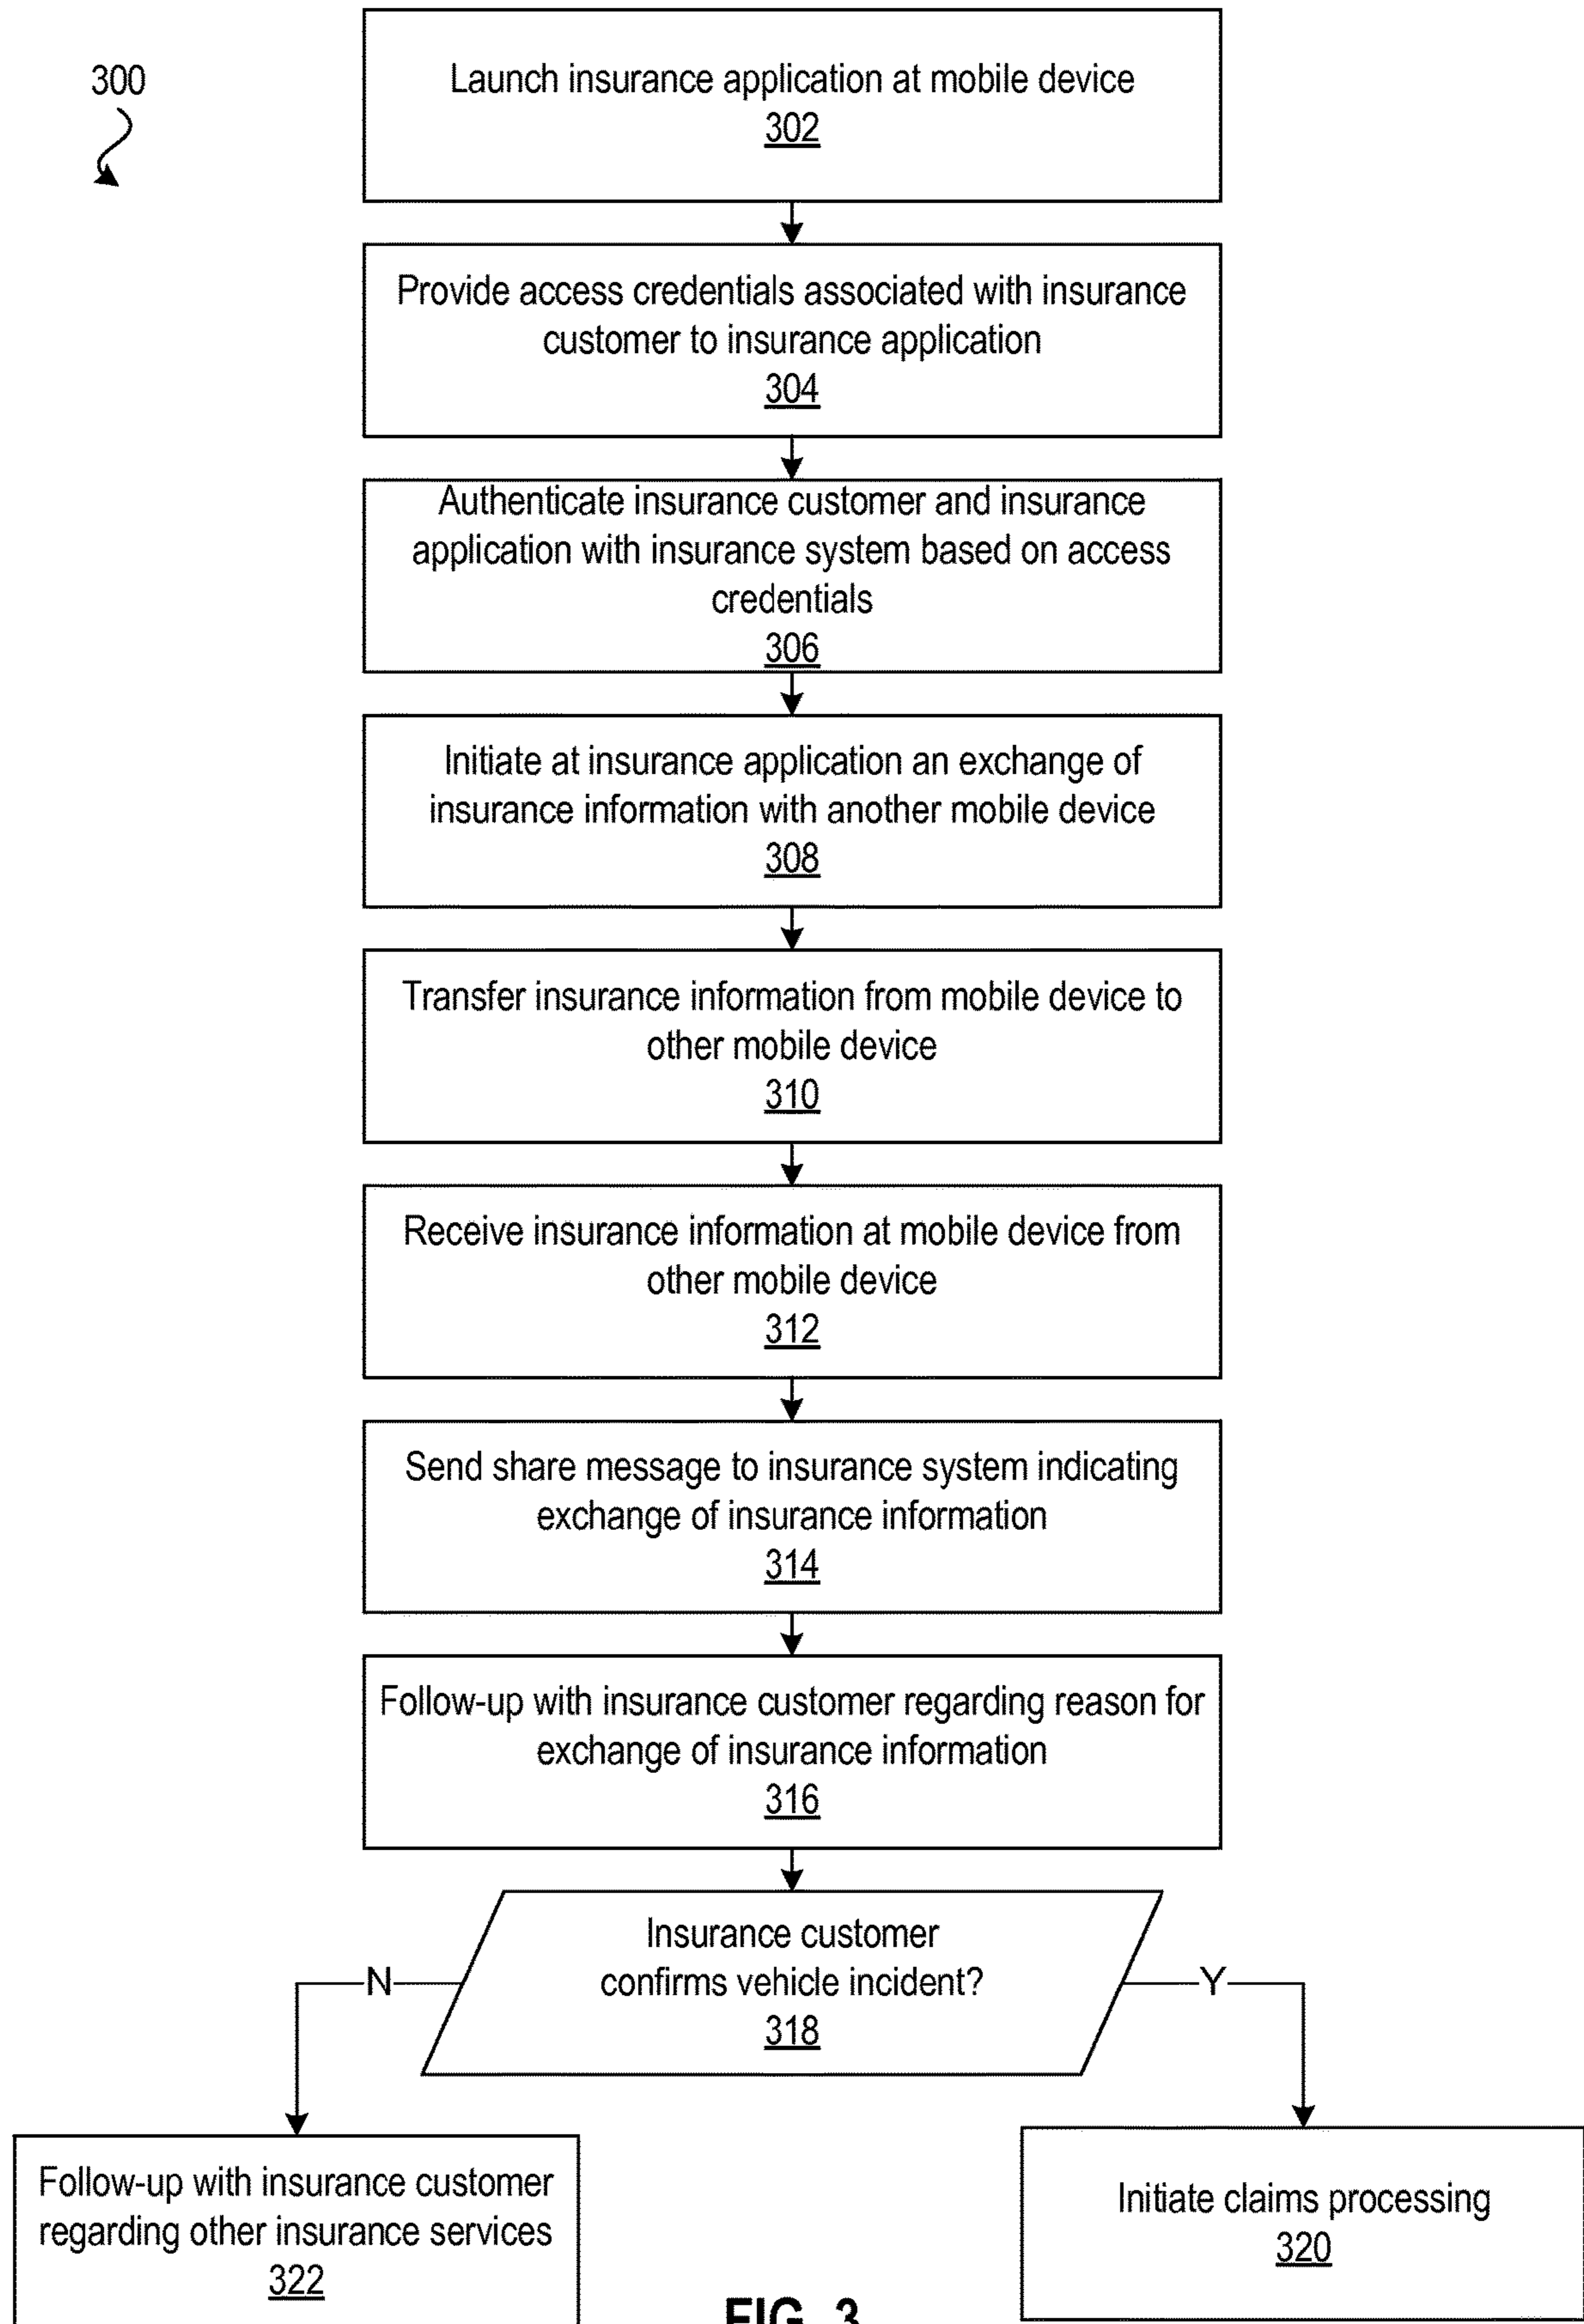 300
Launch insurance application at mobile device
302
Provide access credentials associated with insurance
customer to insurance application
304
Authenticate insurance customer and insurance
application with insurance system based on access
credentials
306
Initiate at insurance application an exchange of
insurance information with another mobile device
308
Transfer insurance information from mobile device to
other mobile device
310
Receive insurance information at mobile device from
other mobile device
312
Send share message to insurance system indicating
exchange of insurance information
314
Follow-up with insurance customer regarding reason for
exchange of insurance information
316
Insurance customer
confirms vehicle incident?
318
N
Y
Follow-up with insurance customer
regarding other insurance services
322
Initiate claims processing
320
FIG. 3